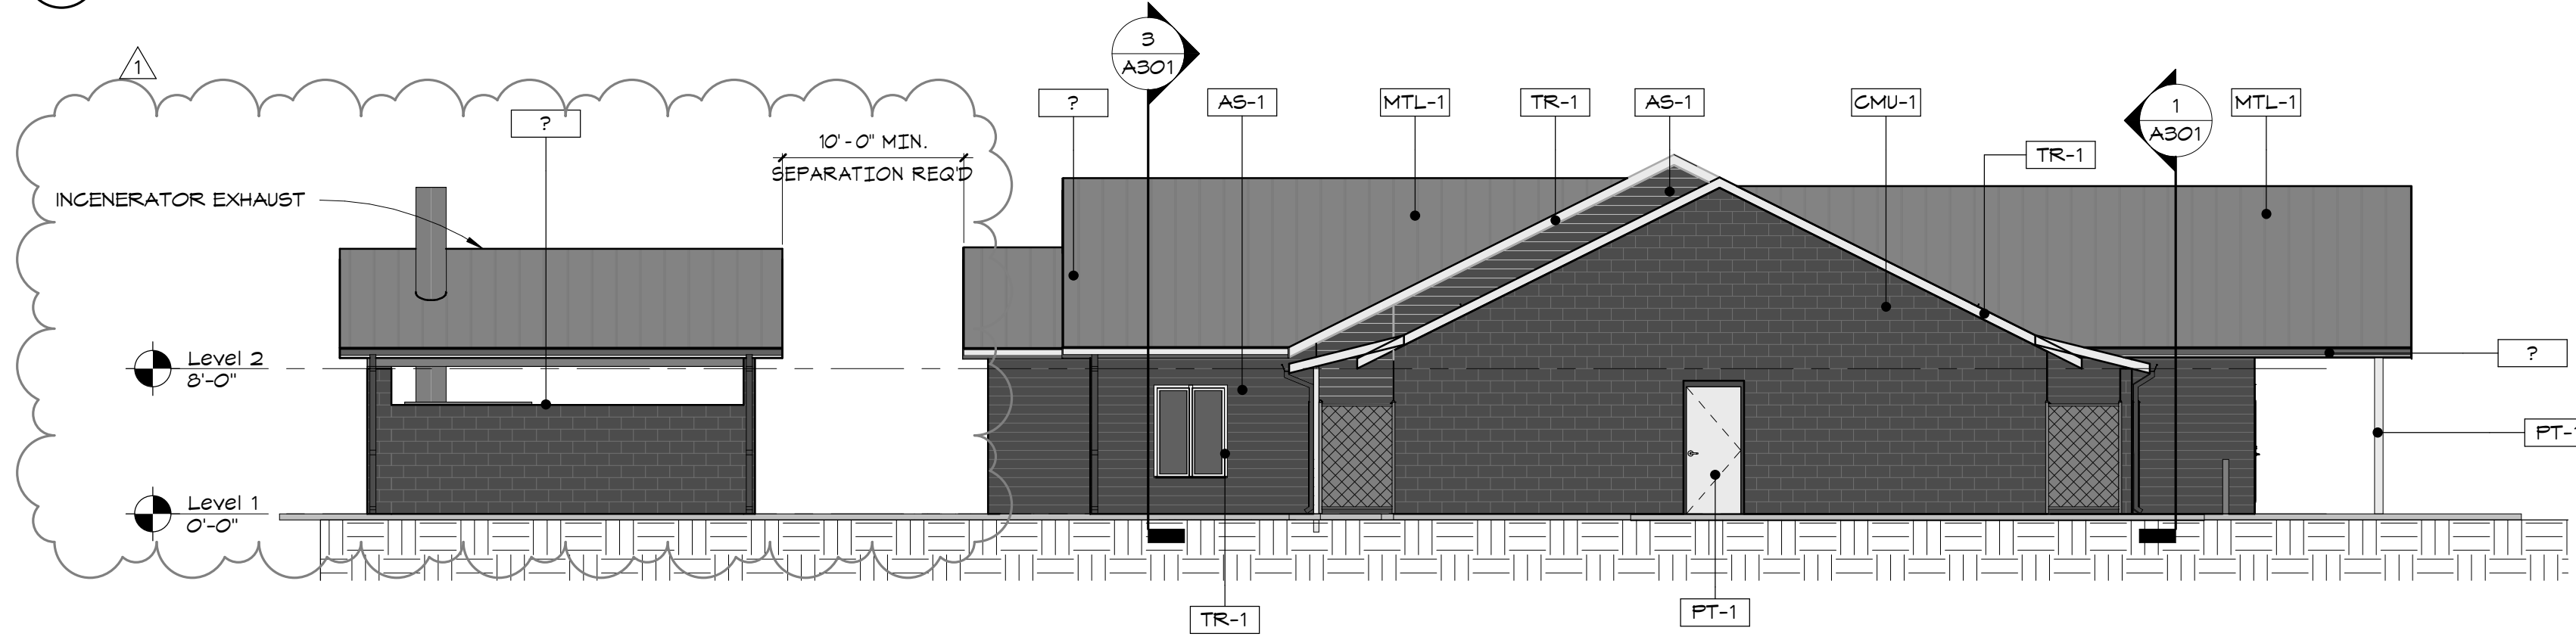 3
A301
1
?
AS-1
MTL-1
TR-1
AS-1
CMU-1
1
A301
MTL-1
?
10'-0" MIN.
SEPARATION REQ'D
TR-1
INCENERATOR EXHAUST
Level 2
8'-0"
?
PT-1
Level 1
0'-0"
TR-1
PT-1